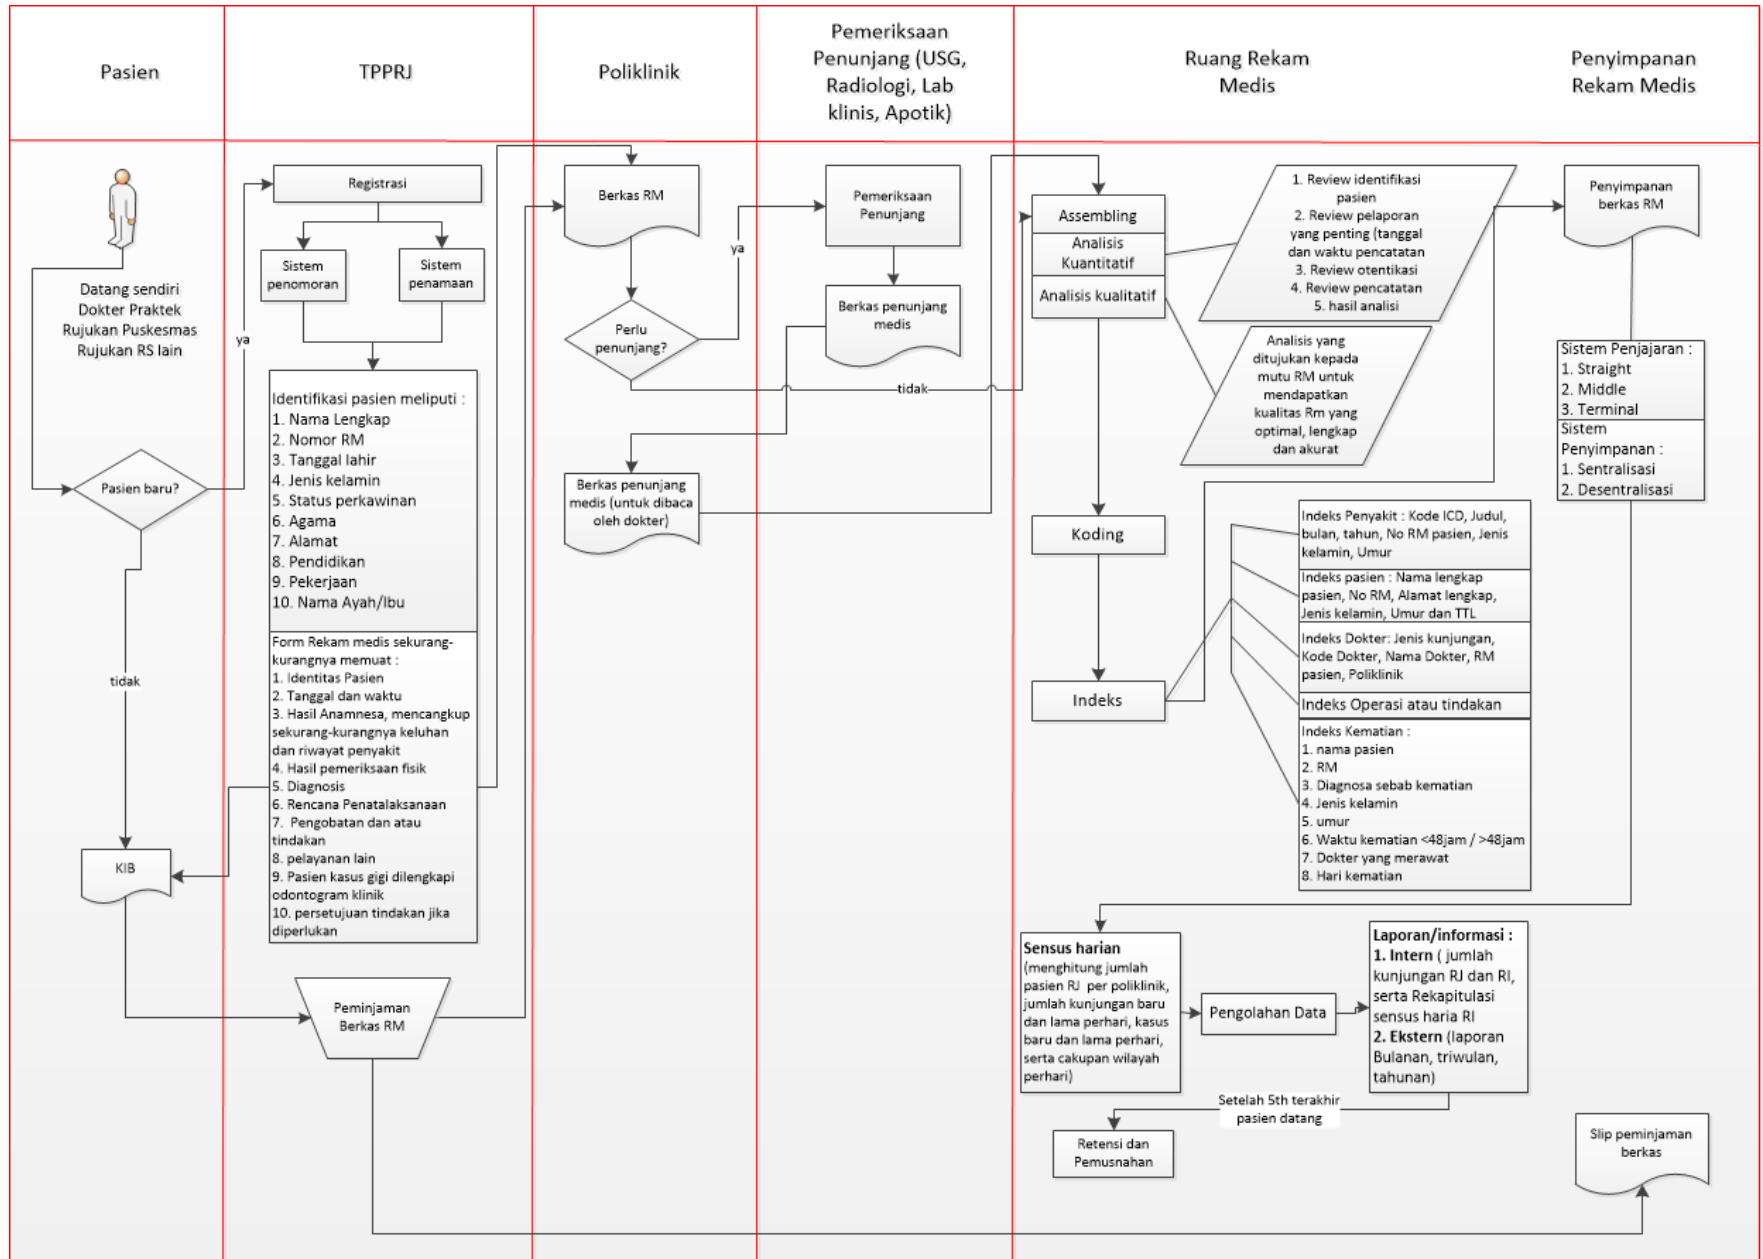 Pasien
TPPRJ
Poliklinik
Pemeriksaan
Penunjang (USG,
Radiologi, Lab
klinis, Apotik)
Ruang Rekam
Medis
Penyimpanan
Rekam Medis
Datang sendiri
Dokter Praktek
Rujukan Puskesmas
Rujukan RS lain
Pasien baru?
ya
tidak
KIB
Registrasi
Sistem
penomoran
Sistem
penamaan
Identifikasi pasien meliputi :
1. Nama Lengkap
2. Nomor RM
3. Tanggal lahir
4. Jenis kelamin
5. Status perkawinan
6. Agama
7. Alamat
8. Pendidikan
9. Pekerjaan
10. Nama Ayah/Ibu
Form Rekam medis sekurang-
kurangnya memuat :
1. Identitas Pasien
2. Tanggal dan waktu
3. Hasil Anamnesa, mencangkup
sekurang-kurangnya keluhan
dan riwayat penyakit
4. Hasil pemeriksaan fisik
5. Diagnosis
6. Rencana Penatalaksanaan
7. Pengobatan dan atau
tindakan
8. pelayanan lain
9. Pasien kasus gigi dilengkapi
odontogram klinik
10. persetujuan tindakan jika
diperlukan
Peminjaman
Berkas RM
Berkas RM
Perlu
penunjang?
ya
tidak
Berkas penunjang
medis (untuk dibaca
oleh dokter)
Pemeriksaan
Penunjang
Berkas penunjang
medis
Assembling
Analisis
Kuantitatif
Analisis kualitatif
1. Review identifikasi
pasien
2. Review pelaporan
yang penting (tanggal
dan waktu pencatatan
3. Review otentikasi
4. Review pencatatan
5. hasil analisi
Analisis yang
ditujukan kepada
mutu RM untuk
mendapatkan
kualitas Rm yang
optimal, lengkap
dan akurat
Koding
Indeks
Indeks Penyakit : Kode ICD, Judul,
bulan, tahun, No RM pasien, Jenis
kelamin, Umur
Indeks pasien : Nama lengkap
pasien, No RM, Alamat lengkap,
Jenis kelamin, Umur dan TTL
Indeks Dokter: Jenis kunjungan,
Kode Dokter, Nama Dokter, RM
pasien, Poliklinik
Indeks Operasi atau tindakan
Indeks Kematian :
1. nama pasien
2. RM
3. Diagnosa sebab kematian
4. Jenis kelamin
5. umur
6. Waktu kematian <48jam / >48jam
7. Dokter yang merawat
8. Hari kematian
Penyimpanan
berkas RM
Sistem Penjajaran :
1. Straight
2. Middle
3. Terminal
Sistem
Penyimpanan :
1. Sentralisasi
2. Desentralisasi
Sensus harian
(menghitung jumlah
pasien RJ per poliklinik,
jumlah kunjungan baru
dan lama perhari, kasus
baru dan lama perhari,
serta cakupan wilayah
perhari)
Pengolahan Data
Laporan/informasi :
1. Intern ( jumlah
kunjungan RJ dan RI,
serta Rekapitulasi
sensus haria RI
2. Ekstern (laporan
Bulanan, triwulan,
tahunan)
Setelah 5th terakhir
pasien datang
Retensi dan
Pemusnahan
Slip peminjaman
berkas